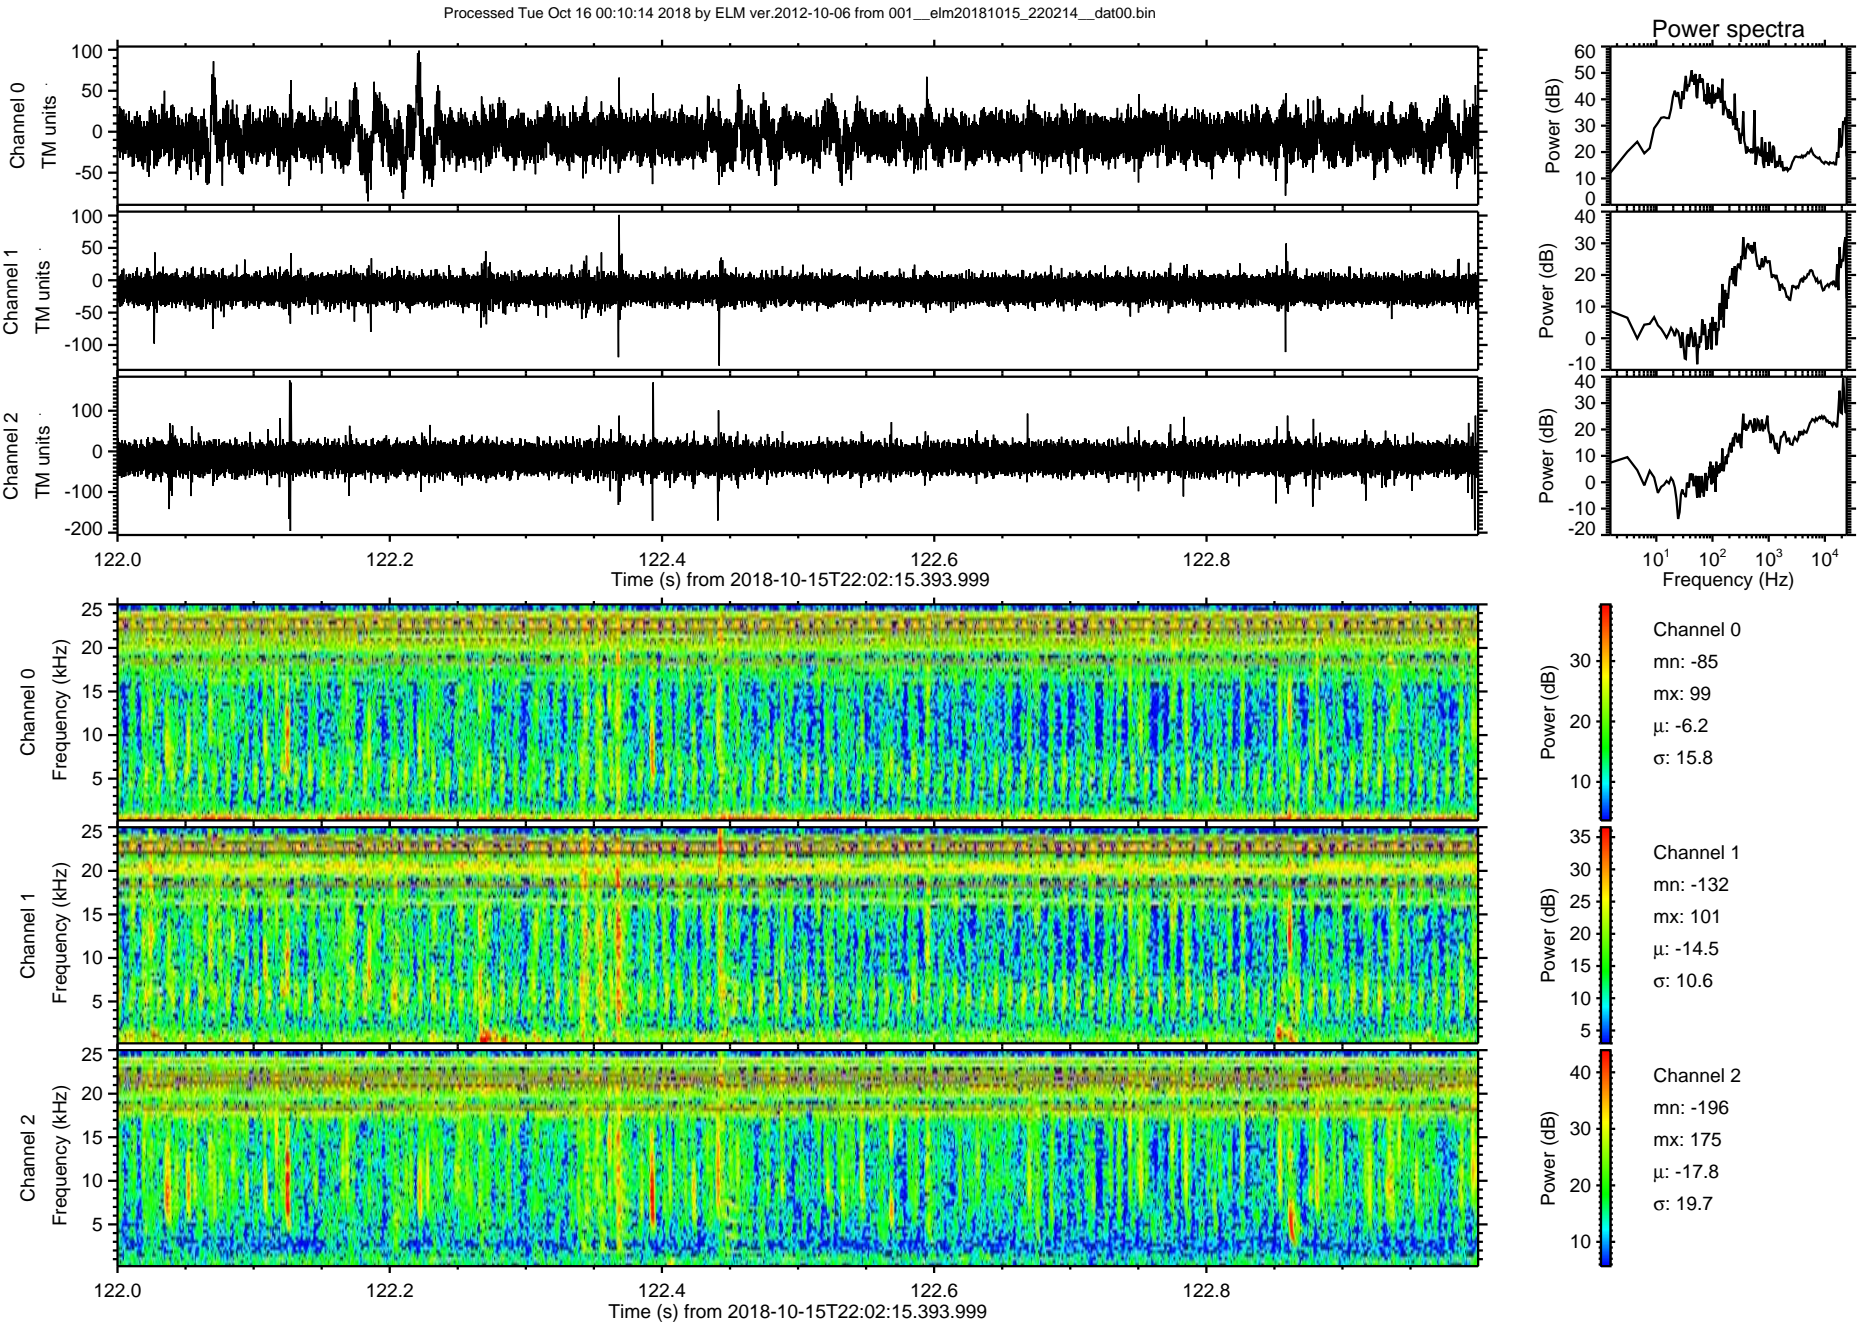 Processed Tue Oct 16 00:10:14 2018 by ELM ver.2012-10-06 from 001__elm20181015_220214__dat00.bin
Power spectra
Channel 0
TM units
100
50
0
-50
Power (dB)
60
50
40
30
20
10
0
Channel 1
TM units
100
50
0
-50
-100
Power (dB)
40
30
20
10
0
-10
Channel 2
TM units
100
0
-100
-200
Power (dB)
40
30
20
10
0
-10
-20
122.0 122.2 122.4 122.6 122.8
Time (s) from 2018-10-15T22:02:15.393.999
10¹ 10² 10³ 10⁴
Frequency (Hz)
Channel 0
Frequency (kHz)
25
20
15
10
5
Power (dB)
30
20
10
Channel 0
mn: -85
mx: 99
μ: -6.2
σ: 15.8
Channel 1
Frequency (kHz)
25
20
15
10
5
Power (dB)
35
30
25
20
15
10
5
Channel 1
mn: -132
mx: 101
μ: -14.5
σ: 10.6
Channel 2
Frequency (kHz)
25
20
15
10
5
Power (dB)
40
30
20
10
Channel 2
mn: -196
mx: 175
μ: -17.8
σ: 19.7
122.0 122.2 122.4 122.6 122.8
Time (s) from 2018-10-15T22:02:15.393.999